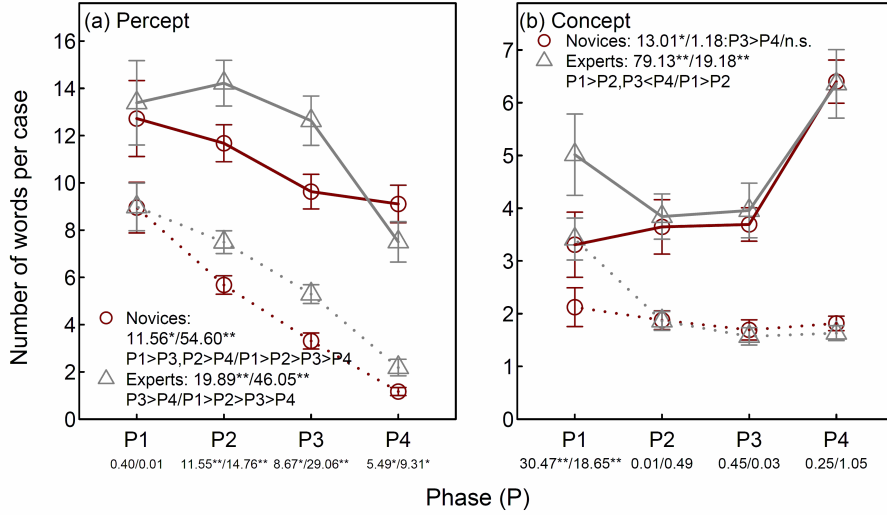 (a) Percept
16
14
12
10
8
6
4
2
0
Number of words per case
Novices:
11.56*/54.60**
P1>P3,P2>P4/P1>P2>P3>P4
Experts: 19.89**/46.05**
P3>P4/P1>P2>P3>P4
P1 P2 P3 P4
0.40/0.01 11.55**/14.76** 8.67*/29.06** 5.49*/9.31*
(b) Concept
Novices: 13.01*/1.18:P3>P4/n.s.
Experts: 79.13**/19.18**
P1>P2,P3<P4/P1>P2
7
6
5
4
3
2
1
0
P1 P2 P3 P4
30.47**/18.65** 0.01/0.49 0.45/0.03 0.25/1.05
Phase (P)